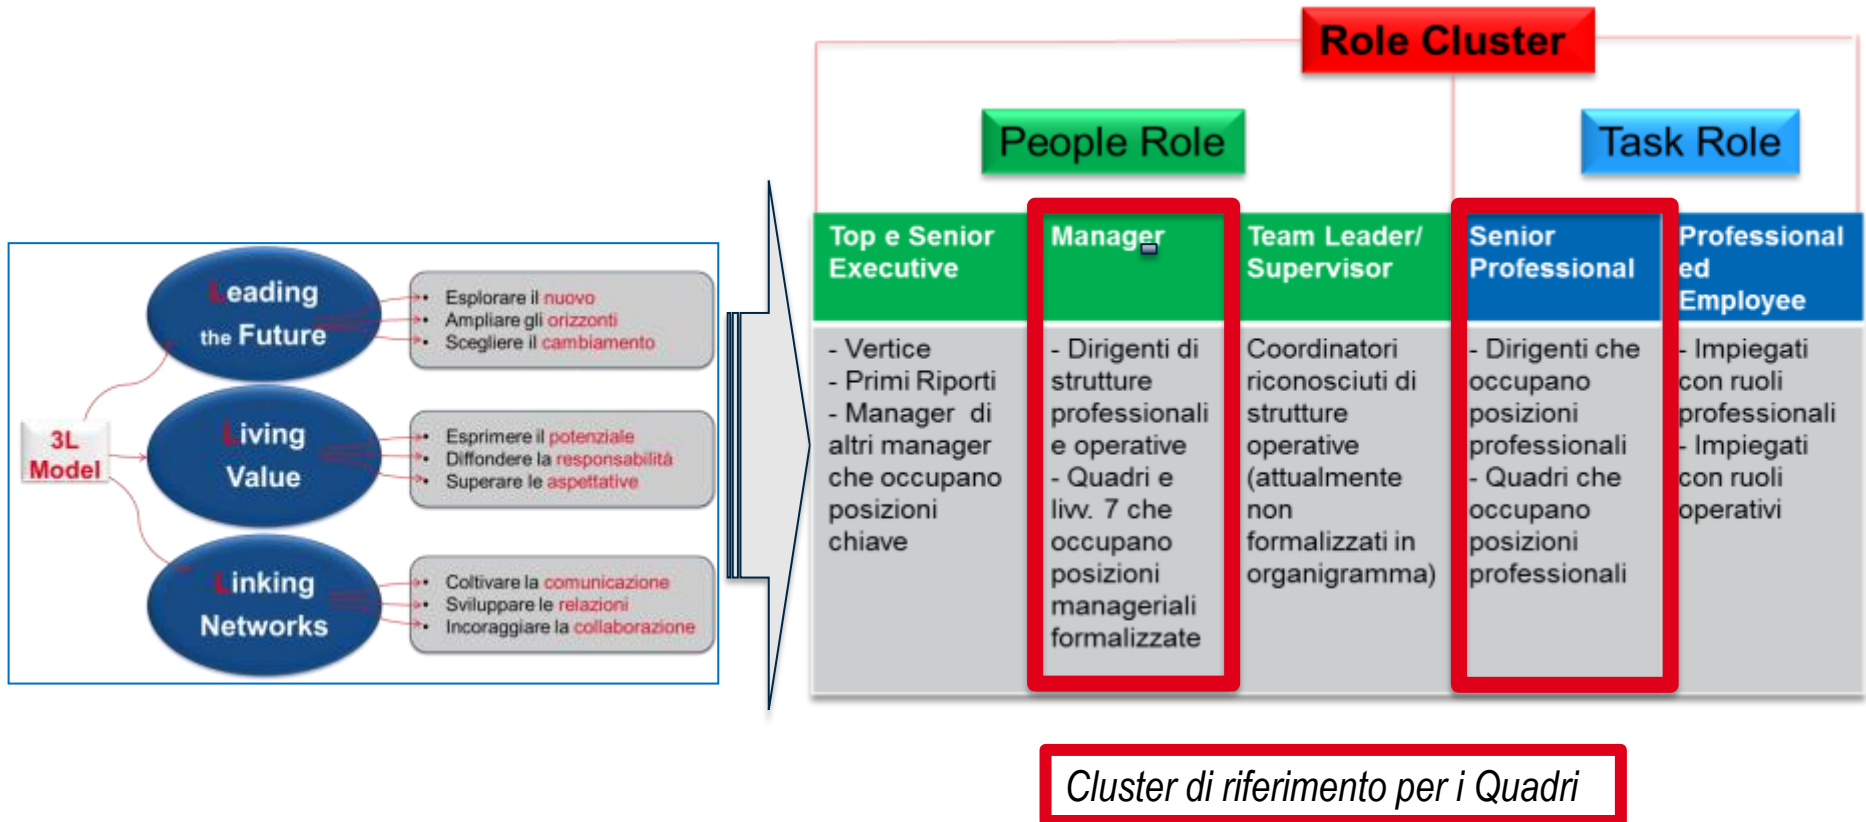 Role Cluster
People Role
Task Role
3L
Model
Leading
the Future
• Esplorare il nuovo
• Ampliare gli orizzonti
• Scegliere il cambiamento
Living
Value
• Esprimere il potenziale
• Diffondere la responsabilità
• Superare le aspettative
Linking
Networks
• Coltivare la comunicazione
• Sviluppare le relazioni
• Incoraggiare la collaborazione
Top e Senior
Executive
- Vertice
- Primi Riporti
- Manager di
altri manager
che occupano
posizioni
chiave
Manager
- Dirigenti di
strutture
professionali
e operative
- Quadri e
livv. 7 che
occupano
posizioni
manageriali
formalizzate
Team Leader/
Supervisor
Coordinatori
riconosciuti di
strutture
operative
(attualmente
non
formalizzati in
organigramma)
Senior
Professional
- Dirigenti che
occupano
posizioni
professionali
- Quadri che
occupano
posizioni
professionali
Professional
ed
Employee
- Impiegati
con ruoli
professionali
- Impiegati
con ruoli
operativi
Cluster di riferimento per i Quadri